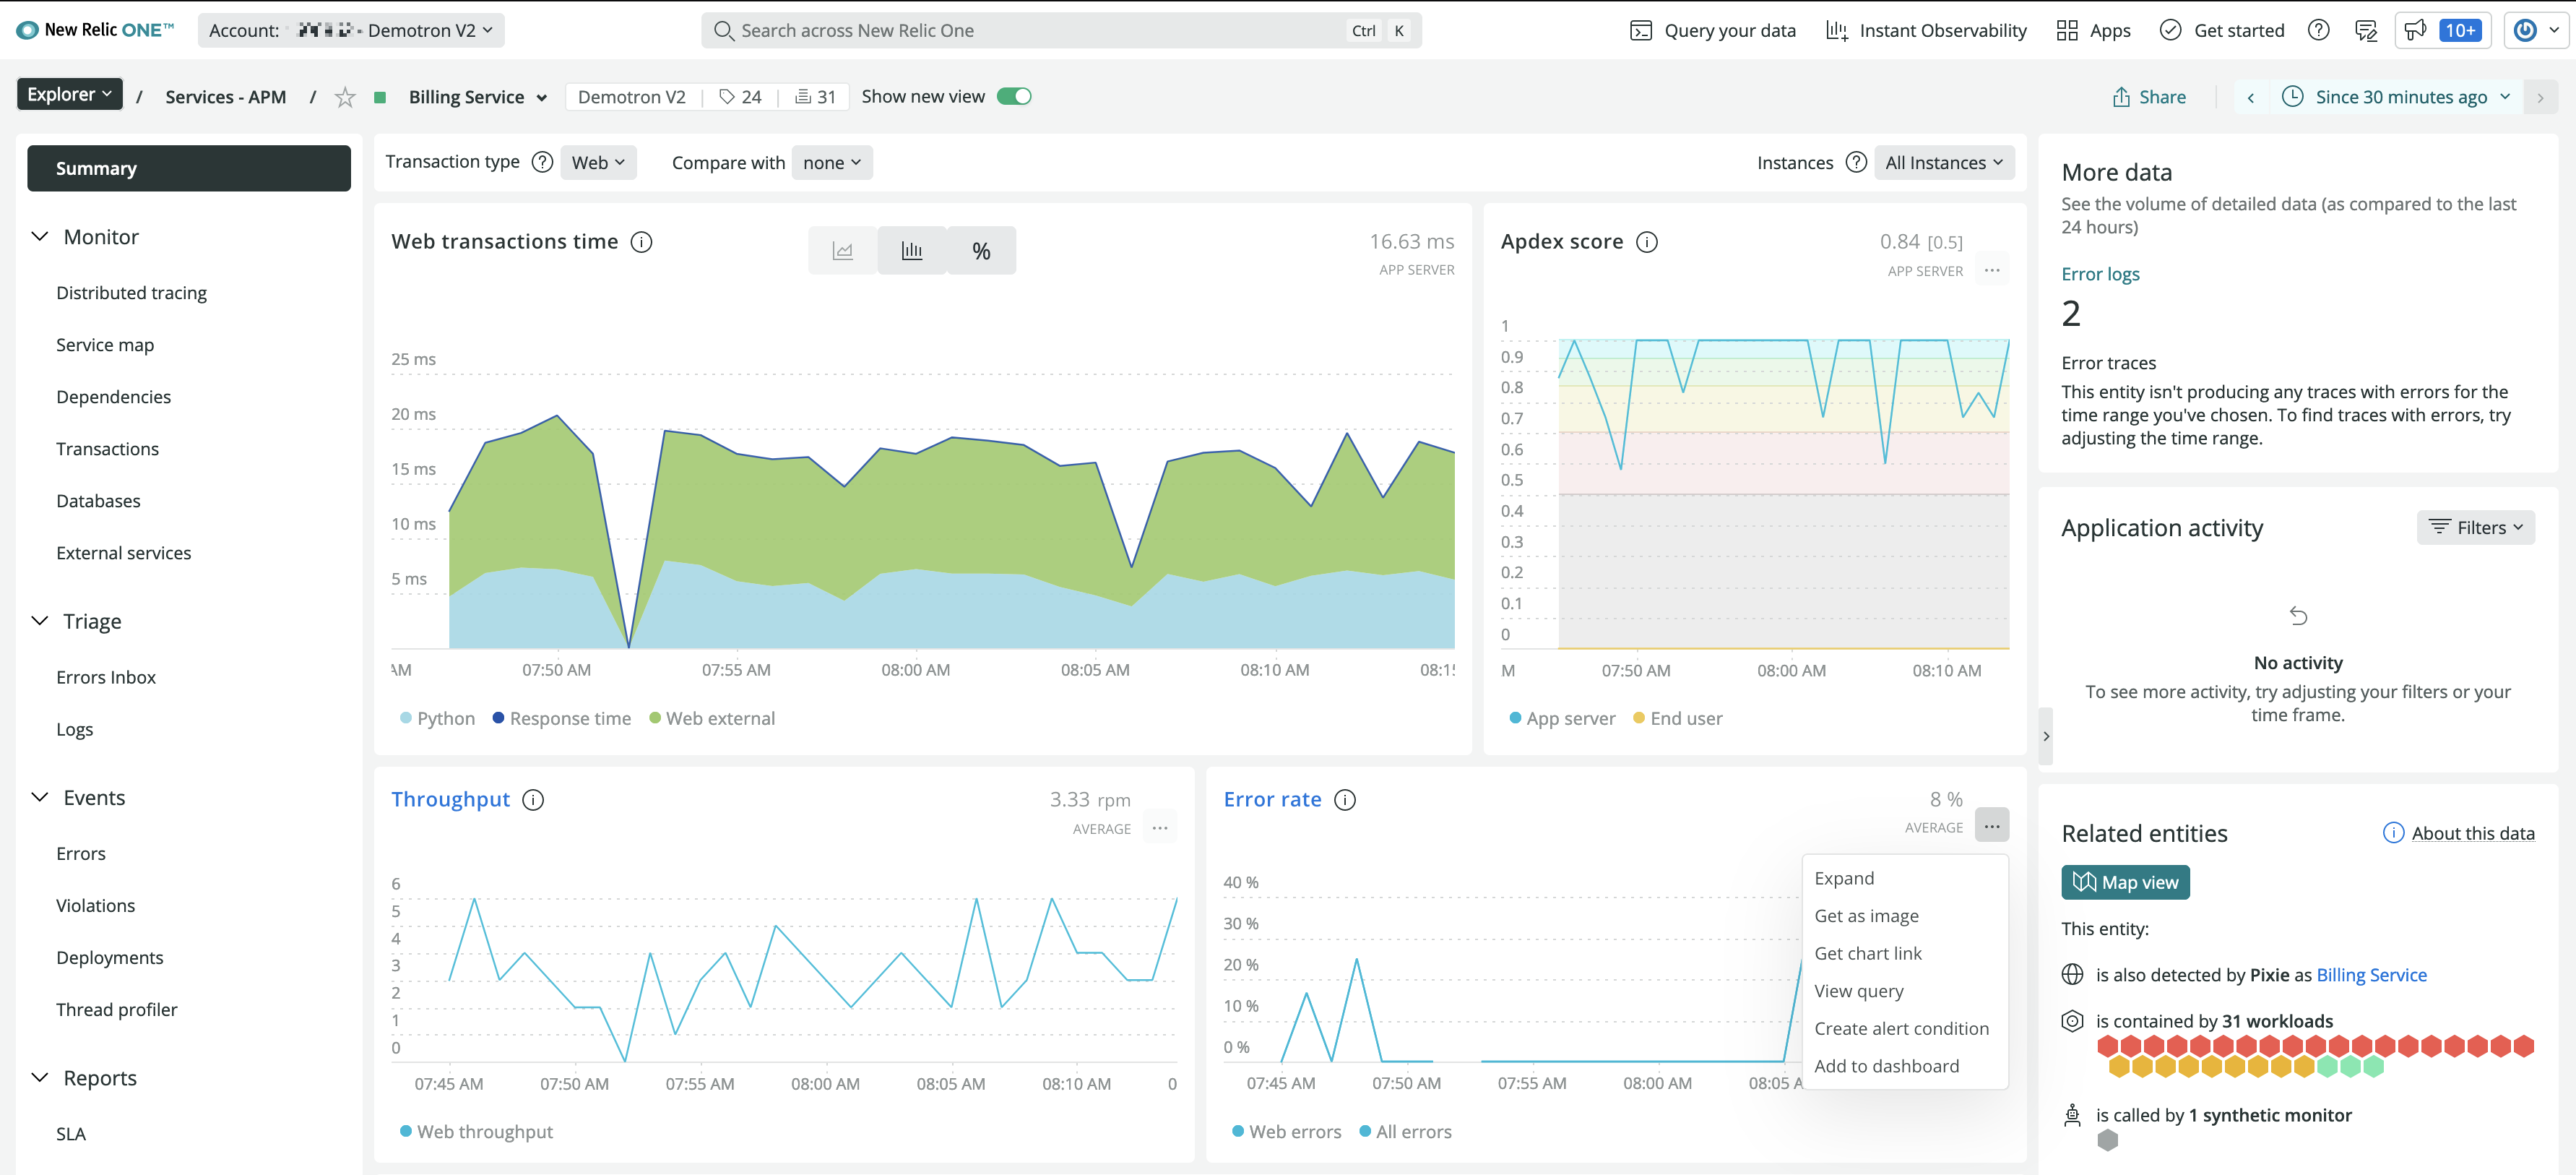 New Relic ONE™
Account: - Demotron V2
Search across New Relic One
Ctrl K
Query your data
Instant Observability
Apps
Get started
10+
Explorer / Services - APM / Billing Service
Demotron V2 | 24 | 31
Show new view
Share
Since 30 minutes ago
Summary
Monitor
Distributed tracing
Service map
Dependencies
Transactions
Databases
External services
Triage
Errors Inbox
Logs
Events
Errors
Violations
Deployments
Thread profiler
Reports
SLA
Transaction type Web
Compare with none
Instances All Instances
Web transactions time
%
16.63 ms
APP SERVER
25 ms
20 ms
15 ms
10 ms
5 ms
AM 07:50 AM 07:55 AM 08:00 AM 08:05 AM 08:10 AM 08:1
Python Response time Web external
Apdex score
0.84 [0.5]
APP SERVER
...
1
0.9
0.8
0.7
0.6
0.5
0.4
0.3
0.2
0.1
0
M 07:50 AM 08:00 AM 08:10 AM
App server End user
Throughput
3.33 rpm
AVERAGE
...
6
5
4
3
2
1
0
07:45 AM 07:50 AM 07:55 AM 08:00 AM 08:05 AM 08:10 AM 0
Web throughput
Error rate
8 %
AVERAGE
...
40 %
30 %
20 %
10 %
0 %
07:45 AM 07:50 AM 07:55 AM 08:00 AM 08:05 A
Web errors All errors
Expand
Get as image
Get chart link
View query
Create alert condition
Add to dashboard
More data
See the volume of detailed data (as compared to the last
24 hours)
Error logs
2
Error traces
This entity isn't producing any traces with errors for the
time range you've chosen. To find traces with errors, try
adjusting the time range.
Application activity
Filters
No activity
To see more activity, try adjusting your filters or your
time frame.
Related entities
About this data
Map view
This entity:
is also detected by Pixie as Billing Service
is contained by 31 workloads
is called by 1 synthetic monitor